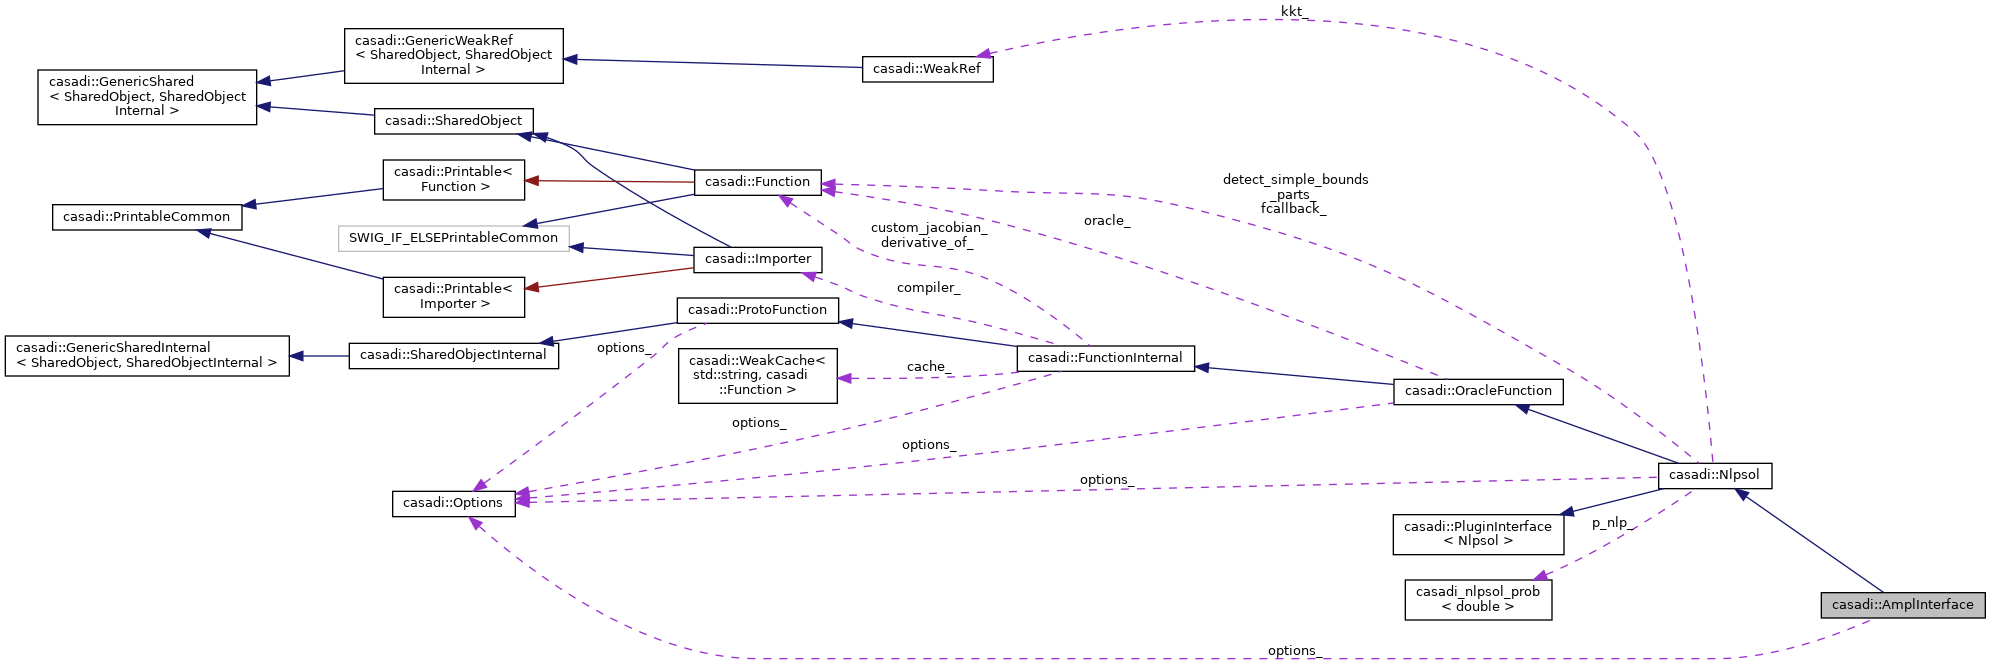 kkt_
casadi::GenericWeakRef
< SharedObject, SharedObject
Internal >
casadi::WeakRef
casadi::GenericShared
< SharedObject, SharedObject
Internal >
casadi::SharedObject
casadi::Printable<
Function >
casadi::Function
detect_simple_bounds
_parts_
fcallback_
casadi::PrintableCommon
oracle_
SWIG_IF_ELSEPrintableCommon
custom_jacobian_
derivative_of_
casadi::Importer
casadi::Printable<
Importer >
compiler_
casadi::ProtoFunction
casadi::GenericSharedInternal
< SharedObject, SharedObjectInternal >
casadi::SharedObjectInternal
options_
casadi::WeakCache<
std::string, casadi
::Function >
cache_
casadi::FunctionInternal
casadi::OracleFunction
options_
options_
casadi::Nlpsol
options_
casadi::Options
casadi::PluginInterface
< Nlpsol >
p_nlp_
casadi_nlpsol_prob
< double >
casadi::AmplInterface
options_